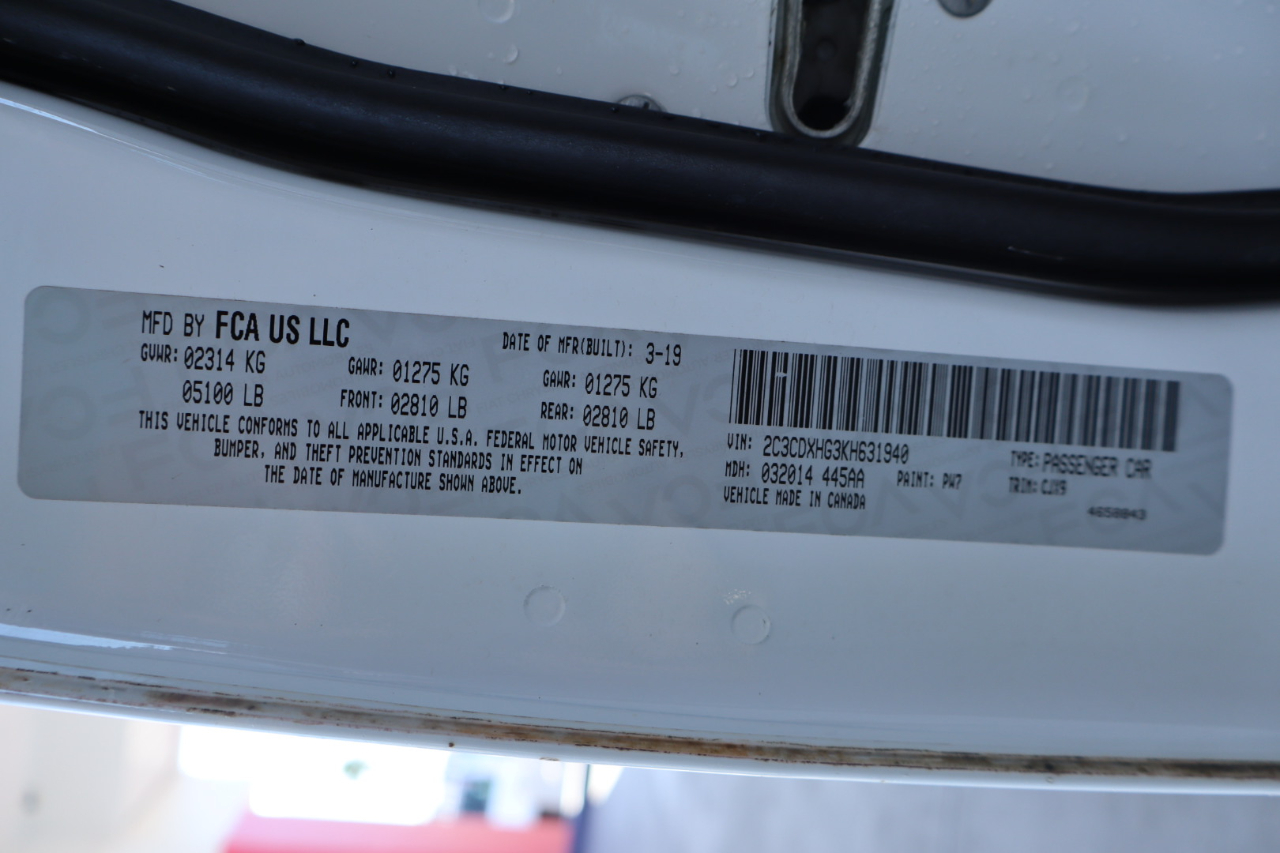 MFD BY FCA US LLC
DATE OF MFR(BUILT): 3-19
GVWR: 02314 KG
GAWR: 01275 KG
GAWR: 01275 KG
05100 LB
FRONT: 02810 LB
REAR: 02810 LB
THIS VEHICLE CONFORMS TO ALL APPLICABLE U.S.A. FEDERAL MOTOR VEHICLE SAFETY,
BUMPER, AND THEFT PREVENTION STANDARDS IN EFFECT ON
THE DATE OF MANUFACTURE SHOWN ABOVE.
VIN: 2C3CDXHG3KH631940
TYPE: PASSENGER CAR
MDH: 032014 445AA
PAINT: PW7
TRIM: CJX9
VEHICLE MADE IN CANADA
4658843